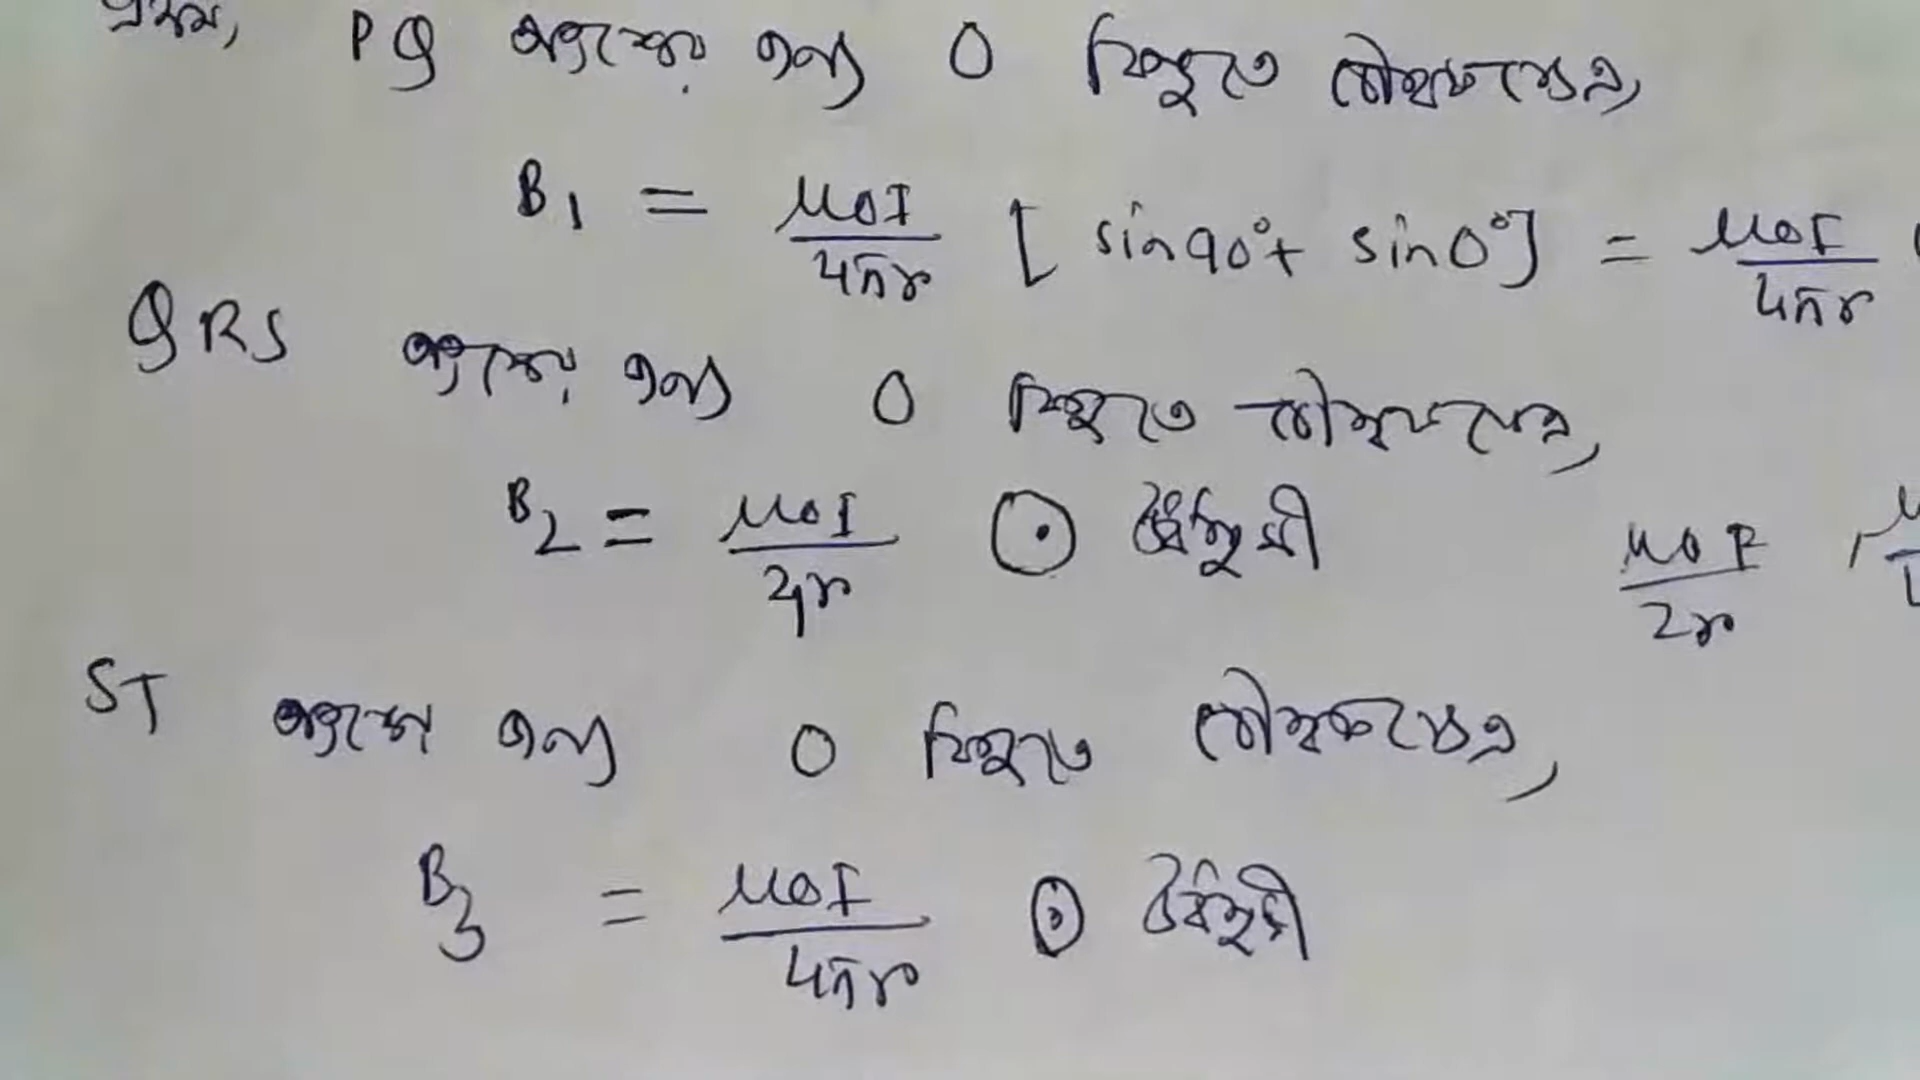 প্রথমে, PQ অংশের জন্য O বিন্দুতে চৌম্বকক্ষেত্র,
B₁ = μ₀I/4πr [sin90°+ sin0°] = μ₀I/4πr
QRS অংশের জন্য O বিন্দুতে চৌম্বকক্ষেত্র,
B₂ = μ₀I/4r ⊙ ঊর্ধ্বমুখী
μ₀I/2r
ST অংশের জন্য O বিন্দুতে চৌম্বকক্ষেত্র,
B₃ = μ₀I/4πr ⊙ ঊর্ধ্বমুখী